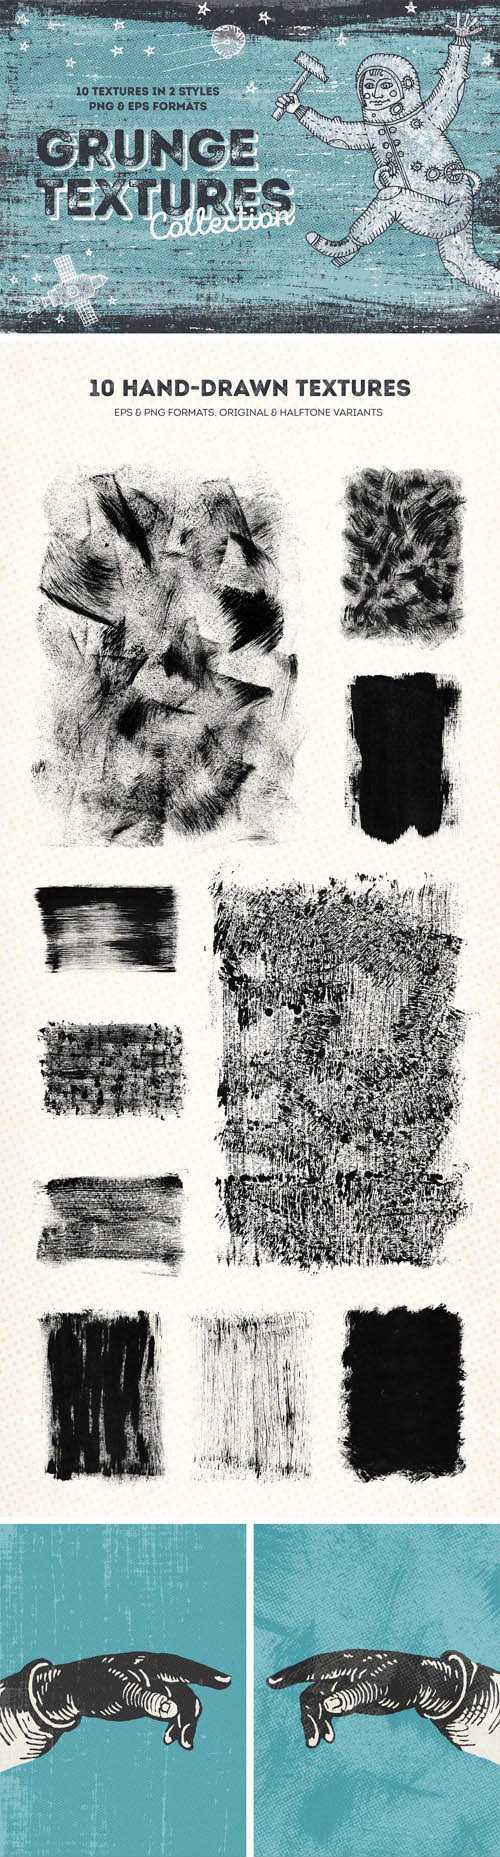 10 TEXTURES IN 2 STYLES
PNG & EPS FORMATS
GRUNGE
TEXTURES
Collection
10 HAND-DRAWN TEXTURES
EPS & PNG FORMATS. ORIGINAL & HALFTONE VARIANTS